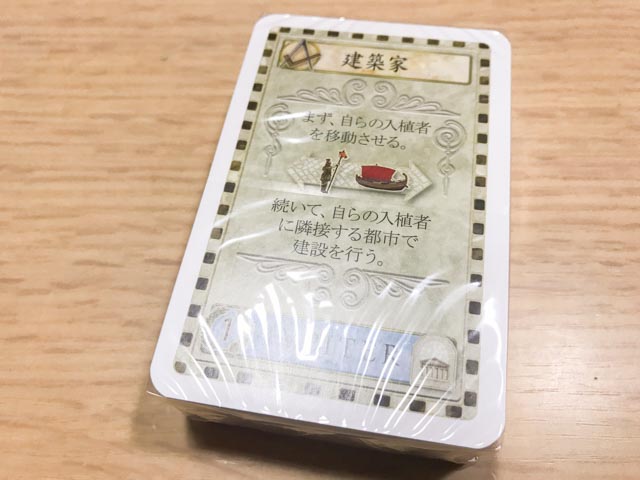 建築家
まず、自らの入植者
を移動させる。
続いて、自らの入植者
に隣接する都市で
建設を行う。